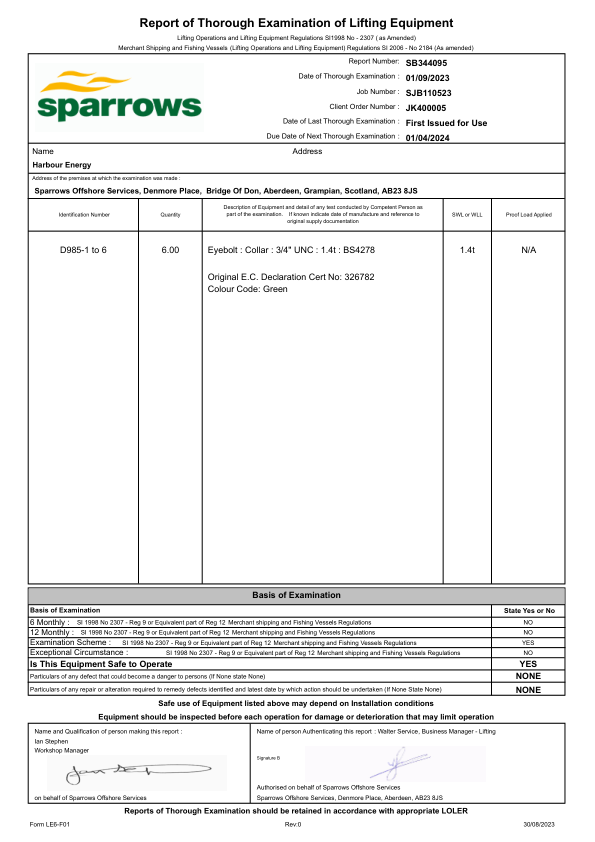 Report of Thorough Examination of Lifting Equipment
Lifting Operations and Lifting Equipment Regulations SI1998 No - 2307 ( as Amended)
Merchant Shipping and Fishing Vessels (Lifting Operations and Lifting Equipment) Regulations SI 2006 - No 2184 (As amended)
sparrows
Report Number: SB344095
Date of Thorough Examination : 01/09/2023
Job Number : SJB110523
Client Order Number : JK400005
Date of Last Thorough Examination : First Issued for Use
Due Date of Next Thorough Examination : 01/04/2024
Name Address
Harbour Energy
Address of the premises at which the examination was made :
Sparrows Offshore Services, Denmore Place, Bridge Of Don, Aberdeen, Grampian, Scotland, AB23 8JS
Identification Number
Quantity
Description of Equipment and detail of any test conducted by Competent Person as
part of the examination. If known indicate date of manufacture and reference to
original supply documentation
SWL or WLL
Proof Load Applied
D985-1 to 6 6.00 Eyebolt : Collar : 3/4" UNC : 1.4t : BS4278 1.4t N/A
Original E.C. Declaration Cert No: 326782
Colour Code: Green
Basis of Examination
Basis of Examination State Yes or No
6 Monthly : SI 1998 No 2307 - Reg 9 or Equivalent part of Reg 12 Merchant shipping and Fishing Vessels Regulations NO
12 Monthly : SI 1998 No 2307 - Reg 9 or Equivalent part of Reg 12 Merchant shipping and Fishing Vessels Regulations NO
Examination Scheme : SI 1998 No 2307 - Reg 9 or Equivalent part of Reg 12 Merchant shipping and Fishing Vessels Regulations YES
Exceptional Circumstance : SI 1998 No 2307 - Reg 9 or Equivalent part of Reg 12 Merchant shipping and Fishing Vessels Regulations NO
Is This Equipment Safe to Operate YES
Particulars of any defect that could become a danger to persons (If None state None) NONE
Particulars of any repair or alteration required to remedy defects identified and latest date by which action should be undertaken (If None State None) NONE
Safe use of Equipment listed above may depend on Installation conditions
Equipment should be inspected before each operation for damage or deterioration that may limit operation
Name and Qualification of person making this report :
Ian Stephen
Workshop Manager
on behalf of Sparrows Offshore Services
Name of person Authenticating this report : Walter Service, Business Manager - Lifting
Signature B
Authorised on behalf of Sparrows Offshore Services
Sparrows Offshore Services, Denmore Place, Aberdeen, AB23 8JS
Reports of Thorough Examination should be retained in accordance with appropriate LOLER
Form LE6-F01 Rev:0 30/08/2023